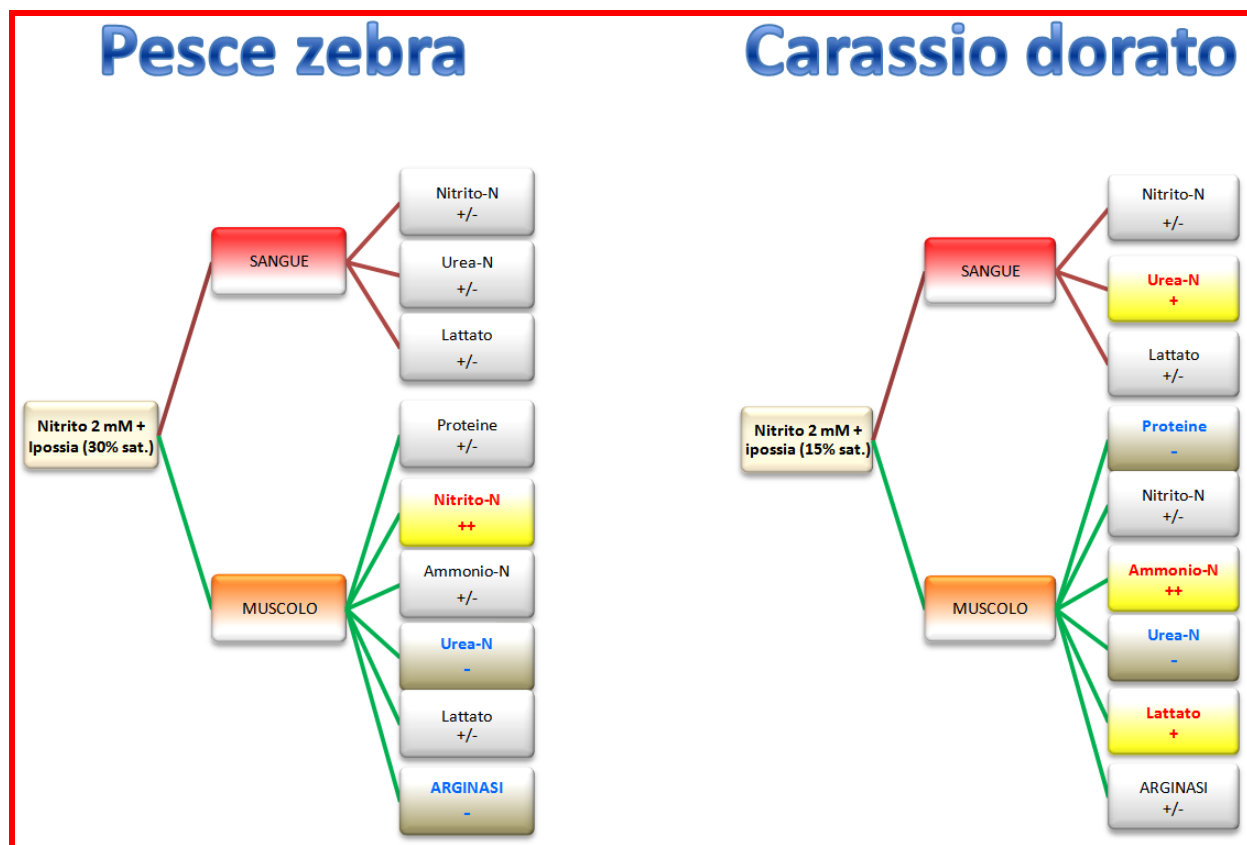 Pesce zebra
Nitrito 2 mM +
Ipossia (30% sat.)
SANGUE
Nitrito-N
+/-
Urea-N
+/-
Lattato
+/-
MUSCOLO
Proteine
+/-
Nitrito-N
++
Ammonio-N
+/-
Urea-N
-
Lattato
+/-
ARGINASI
-
Carassio dorato
Nitrito 2 mM +
ipossia (15% sat.)
SANGUE
Nitrito-N
+/-
Urea-N
+
Lattato
+/-
MUSCOLO
Proteine
-
Nitrito-N
+/-
Ammonio-N
++
Urea-N
-
Lattato
+
ARGINASI
+/-